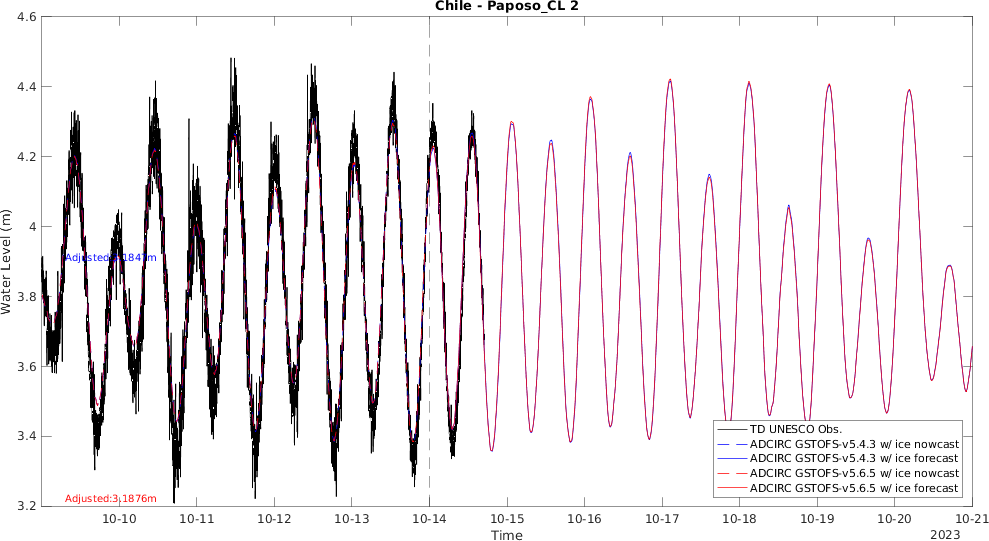 Chile - Paposo_CL 2
4.6
4.4
4.2
4
3.8
3.6
3.4
3.2
Water Level (m)
Adjusted:3.1847m
Adjusted:3.1876m
TD UNESCO Obs.
ADCIRC GSTOFS-v5.4.3 w/ ice nowcast
ADCIRC GSTOFS-v5.4.3 w/ ice forecast
ADCIRC GSTOFS-v5.6.5 w/ ice nowcast
ADCIRC GSTOFS-v5.6.5 w/ ice forecast
10-10 10-11 10-12 10-13 10-14 10-15 10-16 10-17 10-18 10-19 10-20 10-21
Time
2023